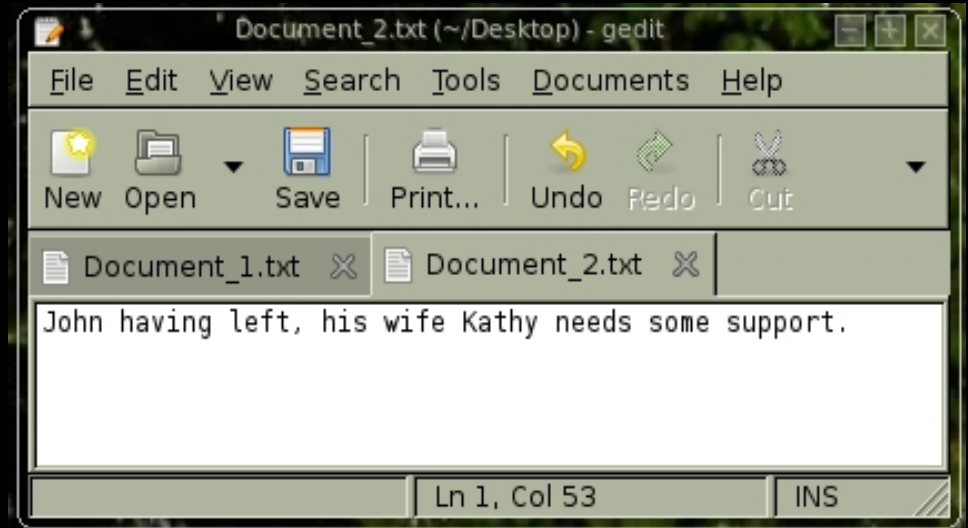 Document_2.txt (~/Desktop) - gedit
File Edit View Search Tools Documents Help
New Open Save Print... Undo Redo Cut
Document_1.txt Document_2.txt
John having left, his wife Kathy needs some support.
Ln 1, Col 53 INS